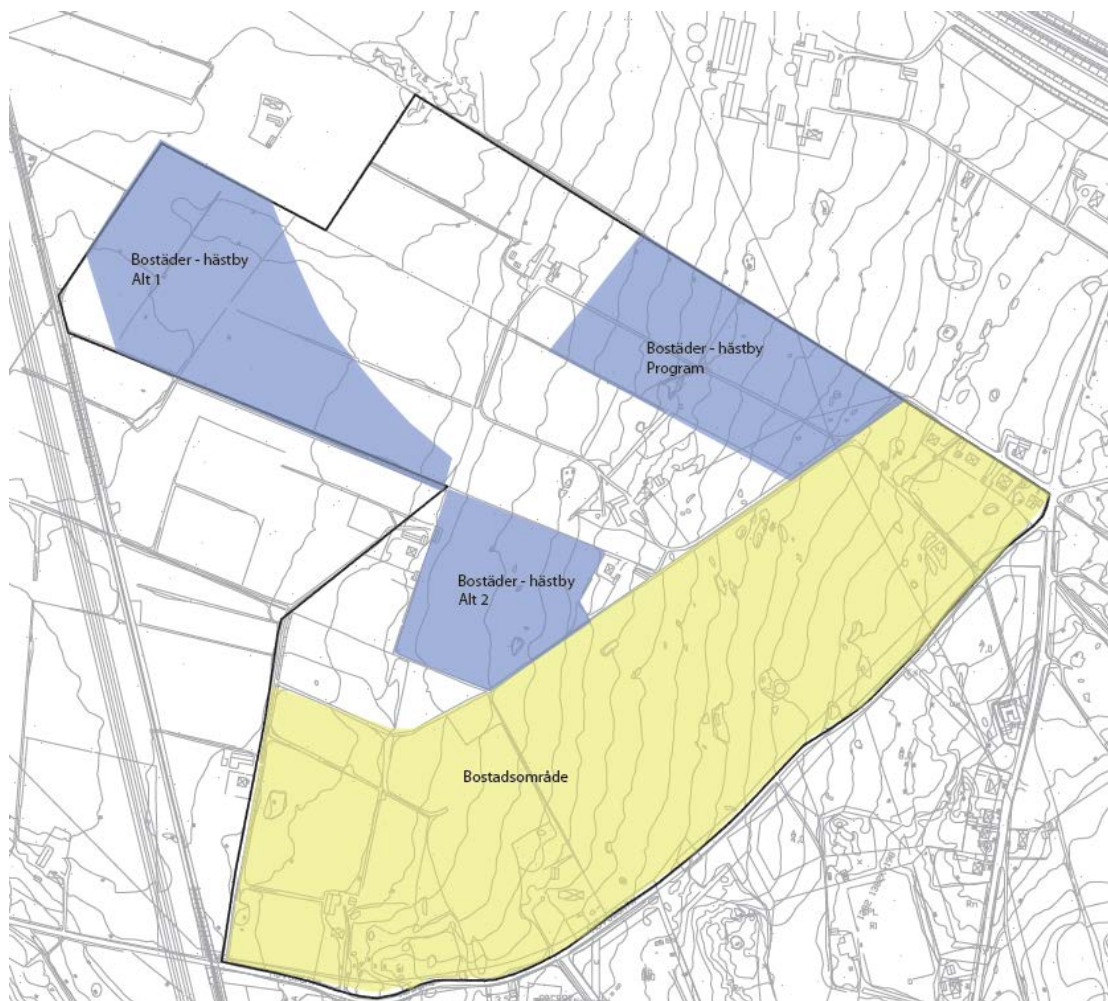 Bostäder - hästby
Alt 1
Bostäder - hästby
Program
Bostäder - hästby
Alt 2
Bostadsområde